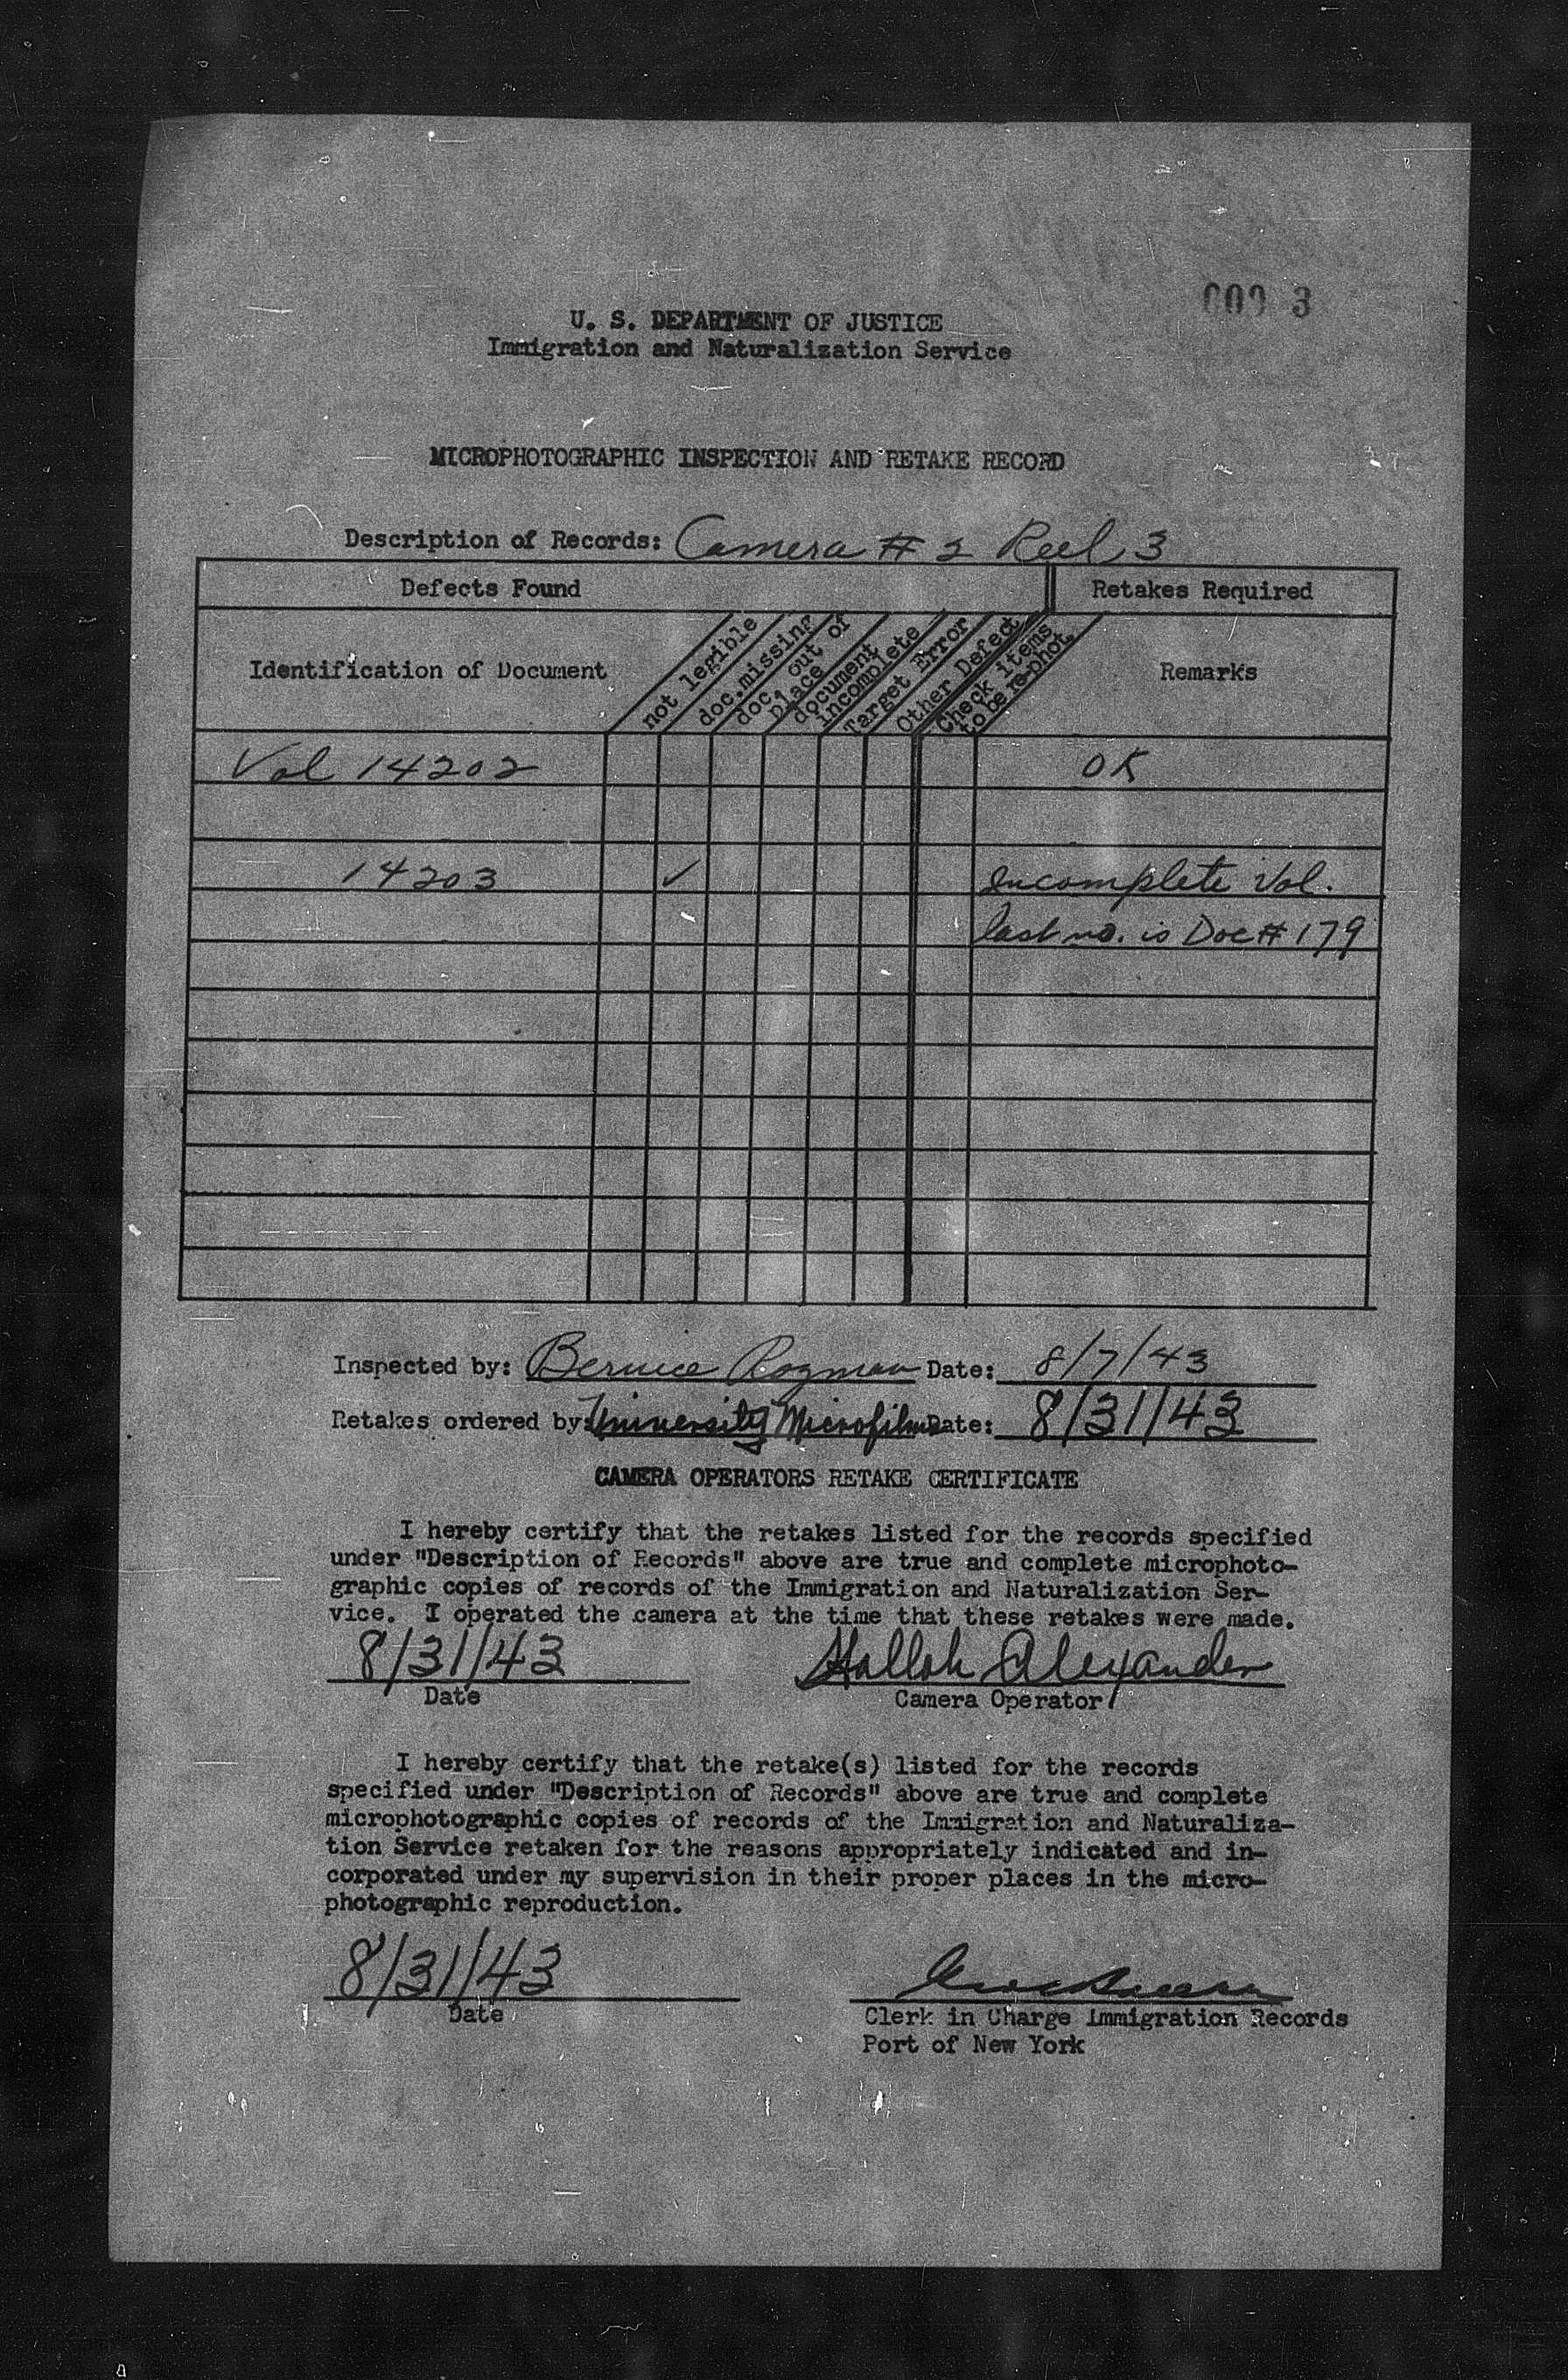 U. S. DEPARTMENT OF JUSTICE
Immigration and Naturalization Service
MICROPHOTOGRAPHIC INSPECTION AND RETAKE RECORD
Description of Records: Camera # 2 Reel 3
Defects Found
Retakes Required
Identification of Document
not legible
doc.missing
doc. out of
place
document
incomplete
Target Error
Other Defect
Check items
to be re-phot.
Remarks
Vol 14202 OK
14203 ✓ Incomplete Vol.
last no. is Doc # 179
Inspected by: Bernice Rozman Date: 8/7/43
Retakes ordered by: University Microfilms Date: 8/31/43
CAMERA OPERATORS RETAKE CERTIFICATE
I hereby certify that the retakes listed for the records specified
under "Description of Records" above are true and complete microphoto-
graphic copies of records of the Immigration and Naturalization Ser-
vice. I operated the camera at the time that these retakes were made.
8/31/43 Alexander
Date Camera Operator
I hereby certify that the retake(s) listed for the records
specified under "Description of Records" above are true and complete
microphotographic copies of records of the Immigration and Naturaliza-
tion Service retaken for the reasons appropriately indicated and in-
corporated under my supervision in their proper places in the micro-
photographic reproduction.
8/31/43
Date
Clerk in Charge Immigration Records
Port of New York